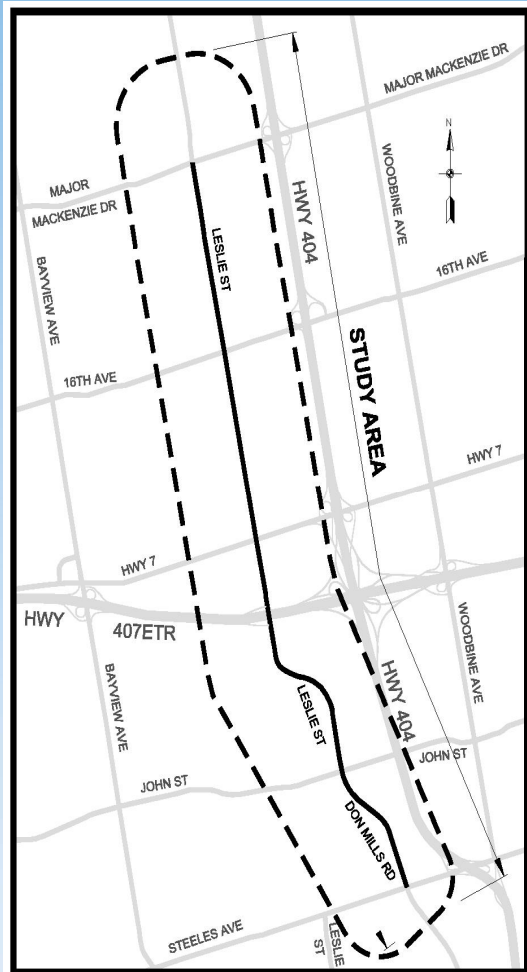 MAJOR MACKENZIE DR
N
WOODBINE AVE
MAJOR
MACKENZIE DR
HWY 404
LESLIE ST
BAYVIEW AVE
16TH AVE
STUDY AREA
16TH AVE
HWY 7
HWY 7
HWY
407ETR
WOODBINE AVE
BAYVIEW AVE
LESLIE ST
HWY 404
JOHN ST
JOHN ST
DON MILLS RD
STEELES AVE
LESLIE
ST